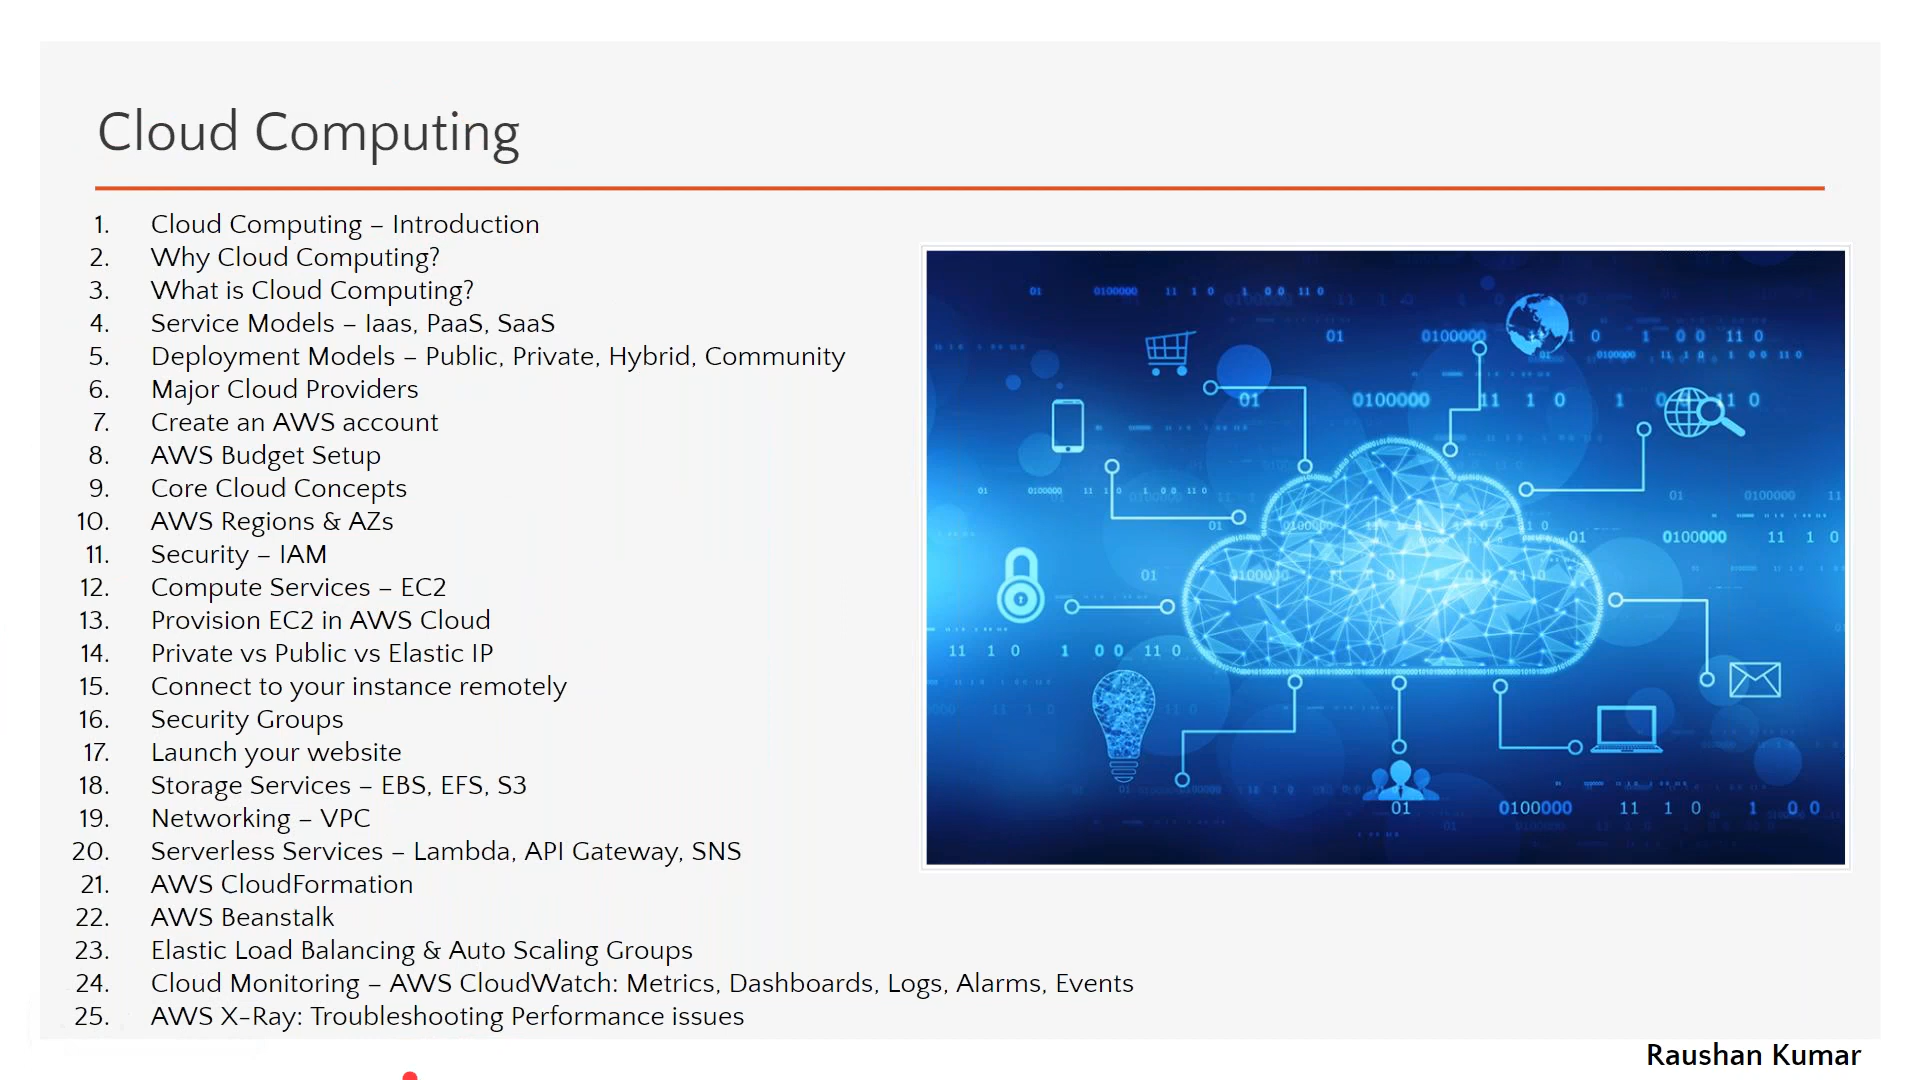 Cloud Computing
1. Cloud Computing – Introduction
2. Why Cloud Computing?
3. What is Cloud Computing?
4. Service Models – Iaas, PaaS, SaaS
5. Deployment Models – Public, Private, Hybrid, Community
6. Major Cloud Providers
7. Create an AWS account
8. AWS Budget Setup
9. Core Cloud Concepts
10. AWS Regions & AZs
11. Security – IAM
12. Compute Services – EC2
13. Provision EC2 in AWS Cloud
14. Private vs Public vs Elastic IP
15. Connect to your instance remotely
16. Security Groups
17. Launch your website
18. Storage Services – EBS, EFS, S3
19. Networking – VPC
20. Serverless Services – Lambda, API Gateway, SNS
21. AWS CloudFormation
22. AWS Beanstalk
23. Elastic Load Balancing & Auto Scaling Groups
24. Cloud Monitoring – AWS CloudWatch: Metrics, Dashboards, Logs, Alarms, Events
25. AWS X-Ray: Troubleshooting Performance issues
Raushan Kumar